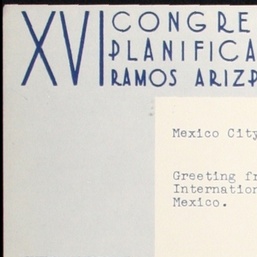 XVI CONGRE
PLANIFICA
RAMOS ARIZP
Mexico City
Greeting fr
Internation
Mexico.